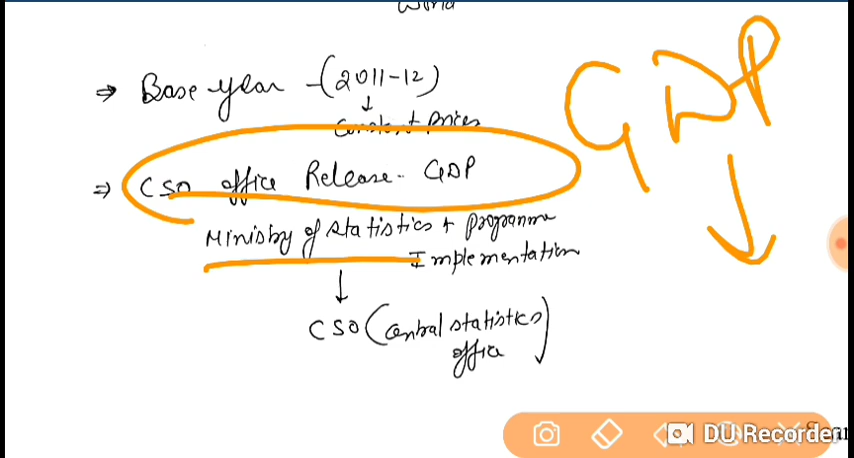 World
⇒ Base year - (2011-12)
↓
Constant prices
⇒ CSO office Release - GDP
Ministry of statistics + programme
Implementation
↓
CSO (Central statistics
office)
GDP
↓
DU Recorder